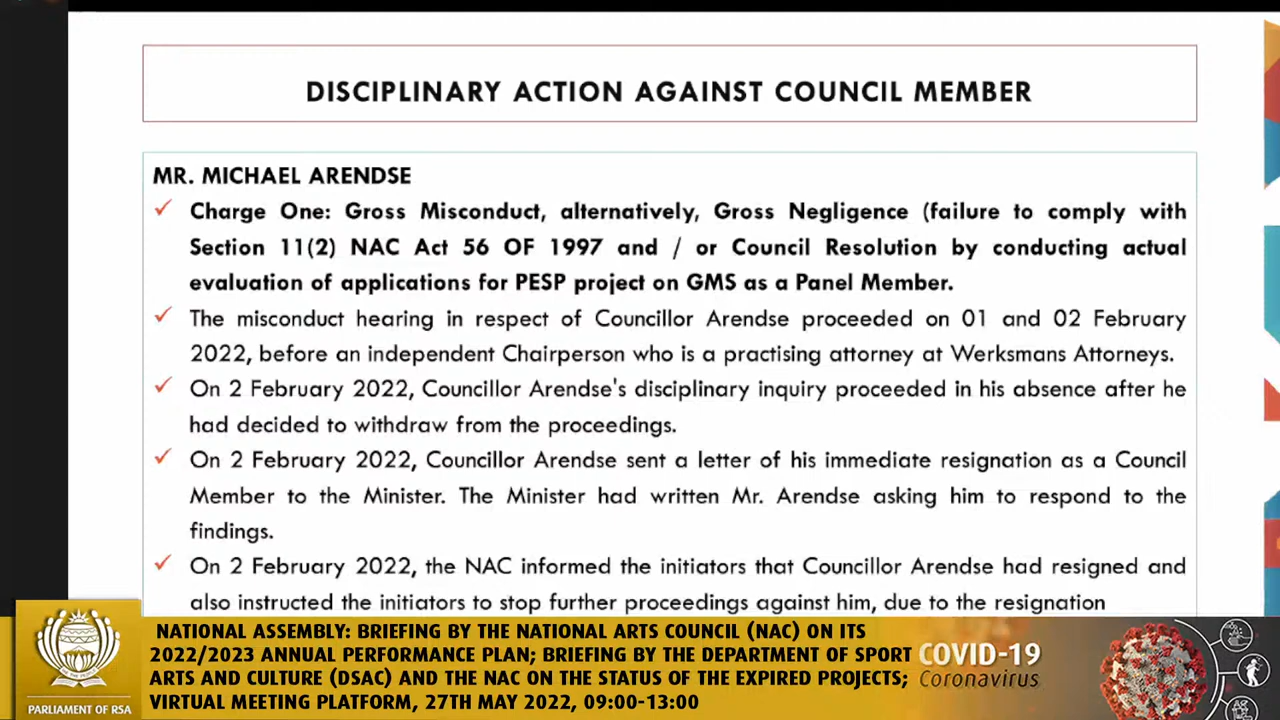 DISCIPLINARY ACTION AGAINST COUNCIL MEMBER
MR. MICHAEL ARENDSE
✓ Charge One: Gross Misconduct, alternatively, Gross Negligence (failure to comply with
Section 11(2) NAC Act 56 OF 1997 and / or Council Resolution by conducting actual
evaluation of applications for PESP project on GMS as a Panel Member.
✓ The misconduct hearing in respect of Councillor Arendse proceeded on 01 and 02 February
2022, before an independent Chairperson who is a practising attorney at Werksmans Attorneys.
✓ On 2 February 2022, Councillor Arendse's disciplinary inquiry proceeded in his absence after he
had decided to withdraw from the proceedings.
✓ On 2 February 2022, Councillor Arendse sent a letter of his immediate resignation as a Council
Member to the Minister. The Minister had written Mr. Arendse asking him to respond to the
findings.
✓ On 2 February 2022, the NAC informed the initiators that Councillor Arendse had resigned and
also instructed the initiators to stop further proceedings against him, due to the resignation
NATIONAL ASSEMBLY: BRIEFING BY THE NATIONAL ARTS COUNCIL (NAC) ON ITS
2022/2023 ANNUAL PERFORMANCE PLAN; BRIEFING BY THE DEPARTMENT OF SPORT
ARTS AND CULTURE (DSAC) AND THE NAC ON THE STATUS OF THE EXPIRED PROJECTS;
VIRTUAL MEETING PLATFORM, 27TH MAY 2022, 09:00-13:00
PARLIAMENT OF RSA
COVID-19
Coronavirus